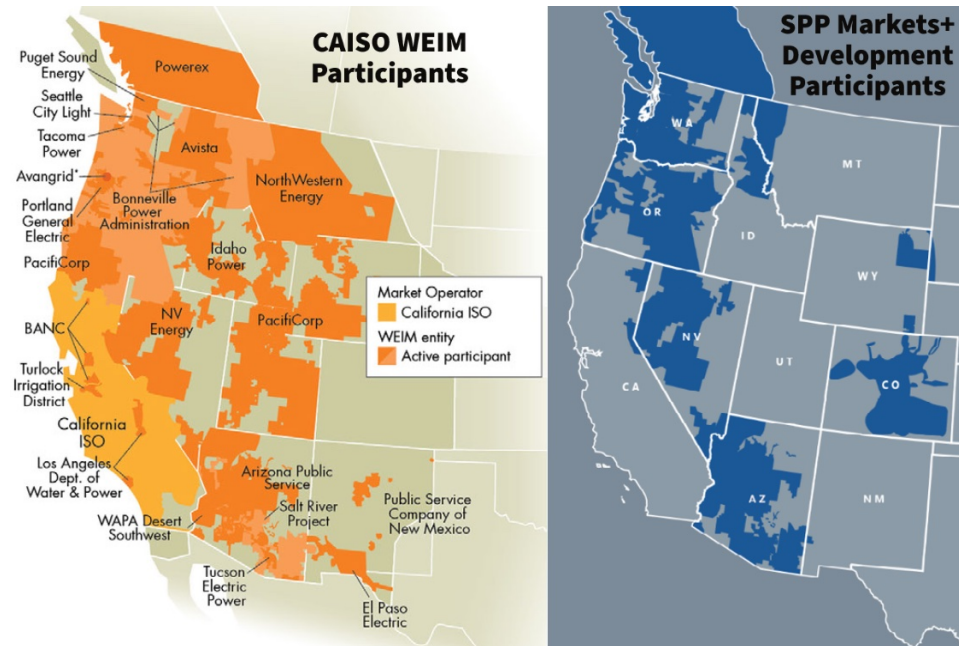 CAISO WEIM
Participants
Powerex
Puget Sound
Energy
Seattle
City Light
Tacoma
Power
Avangrid*
Portland
General
Electric
PacifiCorp
Avista
Bonneville
Power
Administration
NorthWestern
Energy
Idaho
Power
NV
Energy
PacifiCorp
Market Operator
California ISO
WEIM entity
Active participant
BANC
Turlock
Irrigation
District
California
ISO
Los Angeles
Dept. of
Water & Power
WAPA Desert
Southwest
Arizona Public
Service
Salt River
Project
Tucson
Electric
Power
Public Service
Company of
New Mexico
El Paso
Electric
SPP Markets+
Development
Participants
WA
MT
OR
ID
WY
NV
UT
CO
CA
AZ
NM